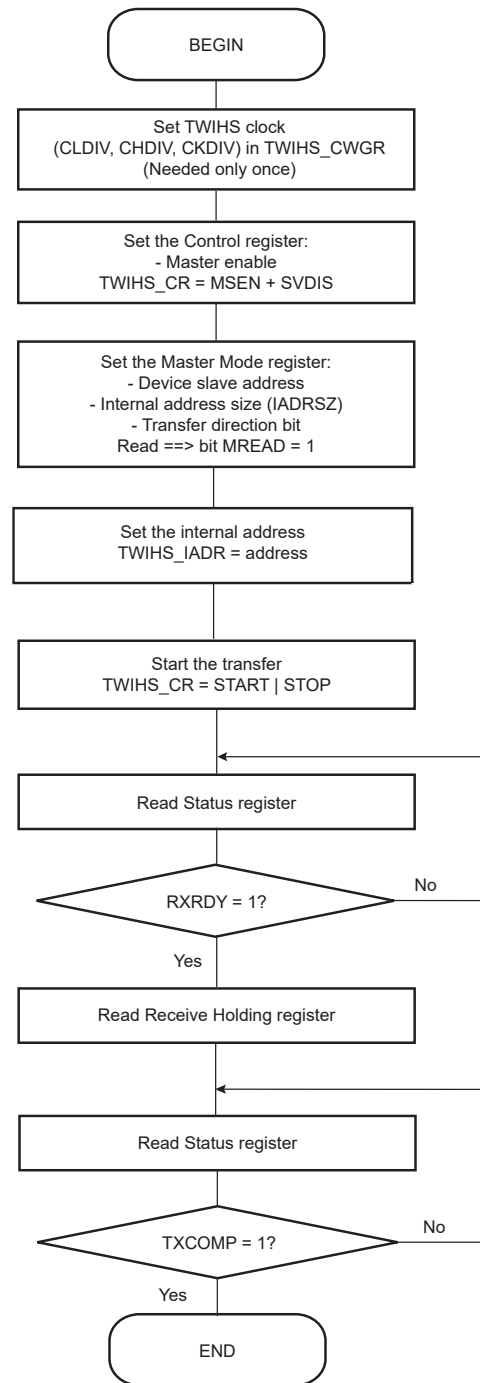 BEGIN
Set TWIHS clock
(CLDIV, CHDIV, CKDIV) in TWIHS_CWGR
(Needed only once)
Set the Control register:
- Master enable
TWIHS_CR = MSEN + SVDIS
Set the Master Mode register:
- Device slave address
- Internal address size (IADRSZ)
- Transfer direction bit
Read ==> bit MREAD = 1
Set the internal address
TWIHS_IADR = address
Start the transfer
TWIHS_CR = START | STOP
Read Status register
RXRDY = 1?
No
Yes
Read Receive Holding register
Read Status register
TXCOMP = 1?
No
Yes
END